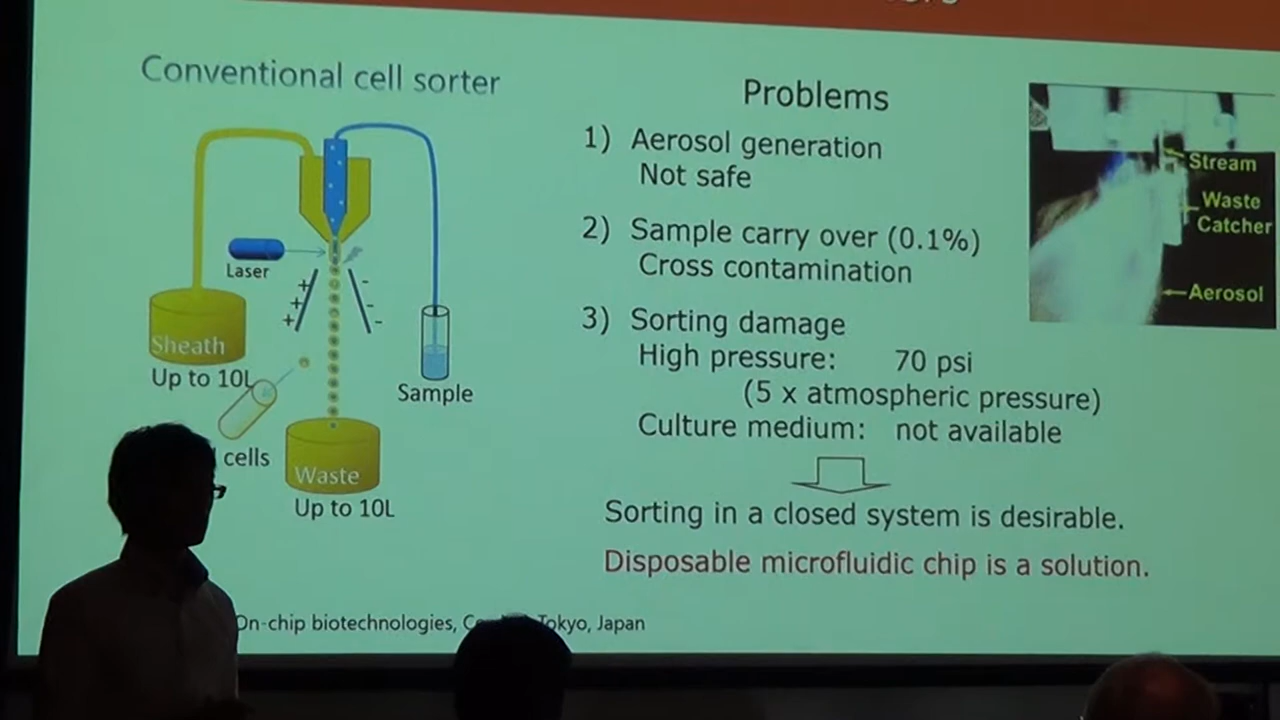 Conventional cell sorter
Laser
+
+
+
-
-
-
Sheath
Up to 10L
Sample
cells
Waste
Up to 10L
Problems
1) Aerosol generation
Not safe
2) Sample carry over (0.1%)
Cross contamination
3) Sorting damage
High pressure: 70 psi
(5 x atmospheric pressure)
Culture medium: not available
Sorting in a closed system is desirable.
Disposable microfluidic chip is a solution.
Stream
Waste
Catcher
Aerosol
On-chip biotechnologies, Tokyo, Japan